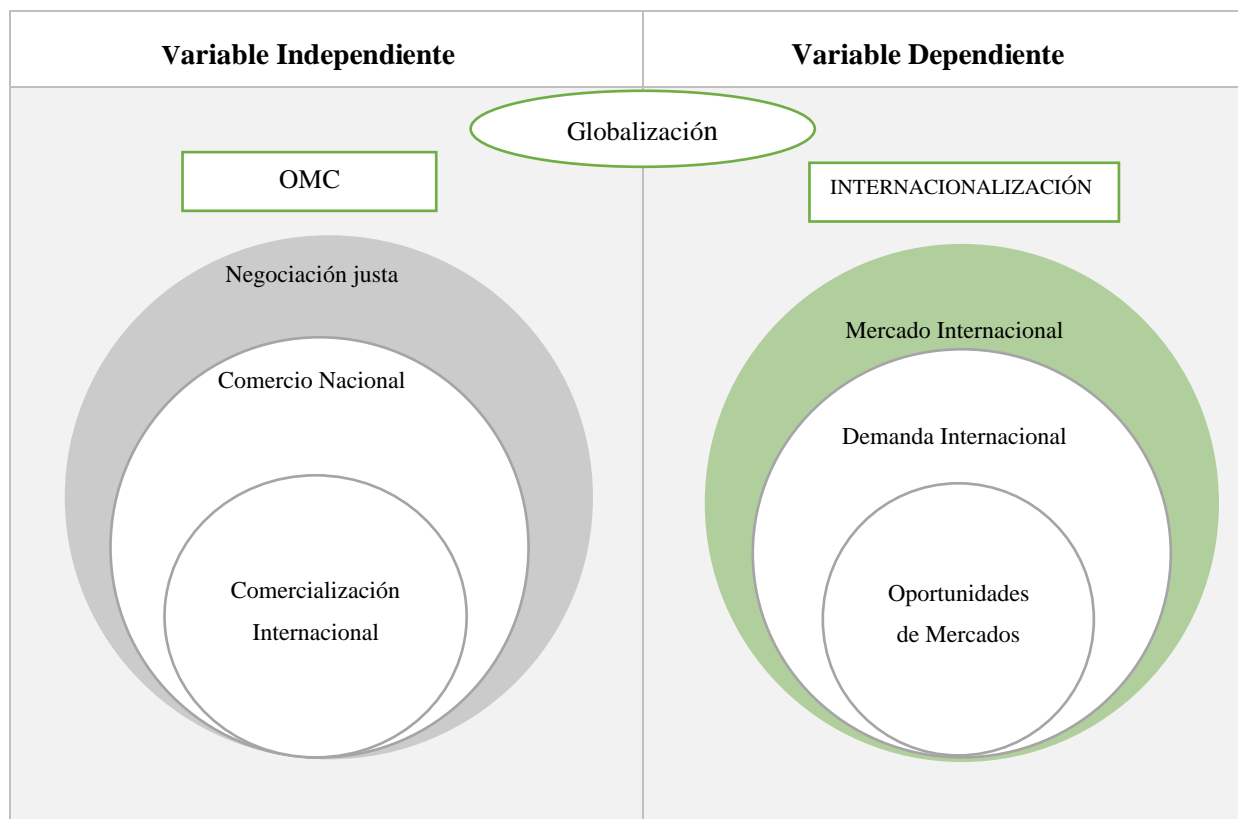 Variable Independiente
Variable Dependiente
Globalización
OMC
INTERNACIONALIZACIÓN
Negociación justa
Comercio Nacional
Comercialización
Internacional
Mercado Internacional
Demanda Internacional
Oportunidades
de Mercados